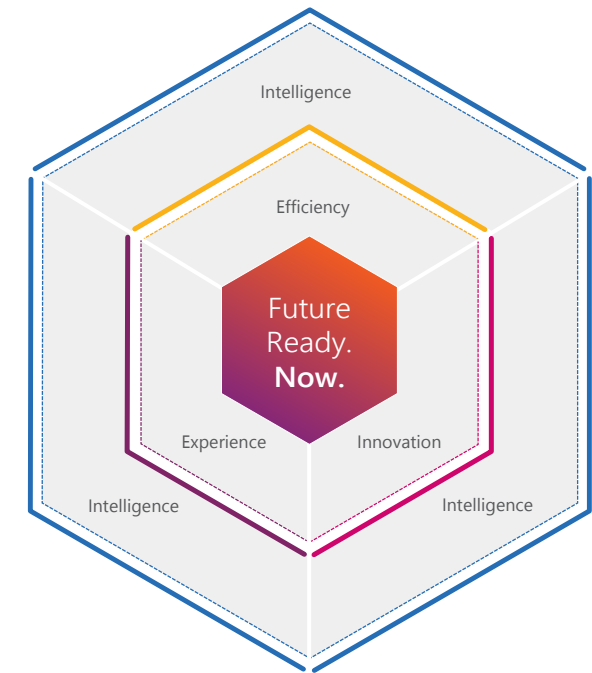 Intelligence
Efficiency
Future
Ready.
Now.
Experience
Innovation
Intelligence
Intelligence